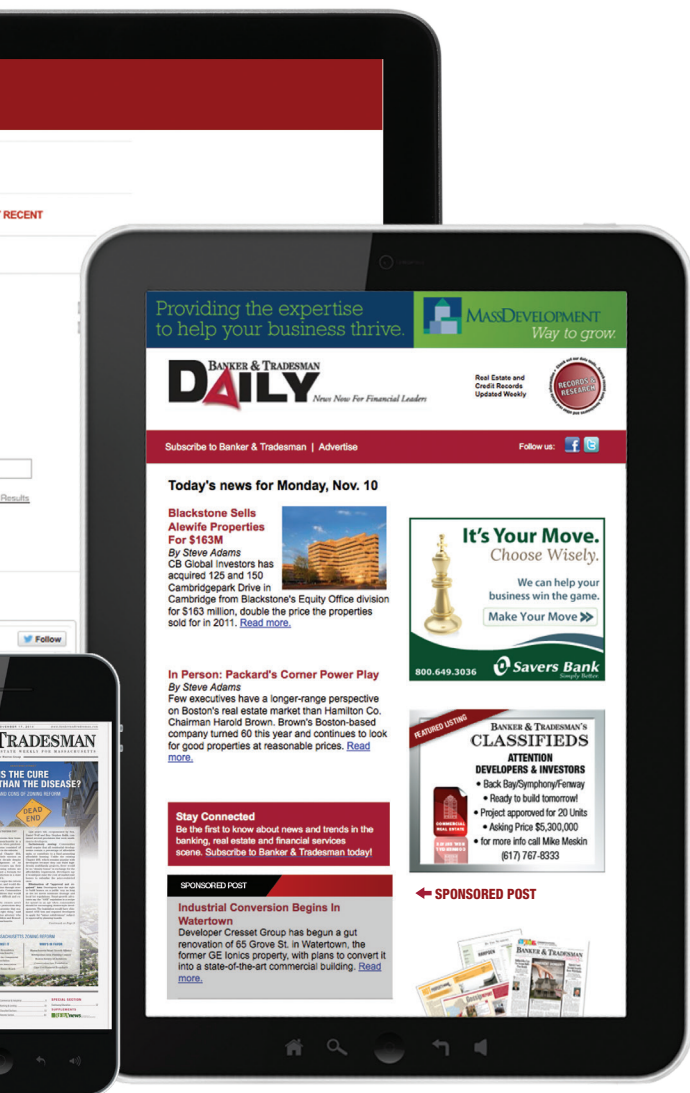 RECENT
Results
Follow
Providing the expertise
to help your business thrive.
MASSDEVELOPMENT
Way to grow.
BANKER & TRADESMAN
DAILY
News Now For Financial Leaders
Real Estate and
Credit Records
Updated Weekly
RECORDS &
RESEARCH
Subscribe to Banker & Tradesman | Advertise
Follow us:
Today's news for Monday, Nov. 10
Blackstone Sells
Alewife Properties
For $163M
By Steve Adams
CB Global Investors has
acquired 125 and 150
Cambridgepark Drive in
Cambridge from Blackstone's Equity Office division
for $163 million, double the price the properties
sold for in 2011. Read more.
In Person: Packard's Corner Power Play
By Steve Adams
Few executives have a longer-range perspective
on Boston's real estate market than Hamilton Co.
Chairman Harold Brown. Brown's Boston-based
company turned 60 this year and continues to look
for good properties at reasonable prices. Read
more.
Stay Connected
Be the first to know about news and trends in the
banking, real estate and financial services
scene. Subscribe to Banker & Tradesman today!
SPONSORED POST
Industrial Conversion Begins In
Watertown
Developer Cresset Group has begun a gut
renovation of 65 Grove St. in Watertown, the
former GE Ionics property, with plans to convert it
into a state-of-the-art commercial building. Read
more.
It's Your Move.
Choose Wisely.
We can help your
business win the game.
Make Your Move
800.649.3036
Savers Bank
Simply Better.
FEATURED LISTING
BANKER & TRADESMAN'S
CLASSIFIEDS
ATTENTION
DEVELOPERS & INVESTORS
• Back Bay/Symphony/Fenway
• Ready to build tomorrow!
• Project apporoved for 20 Units
• Asking Price $5,300,000
• for more info call Mike Meskin
(617) 767-8333
COMMERCIAL
REAL ESTATE
SPONSORED POST
BANKER & TRADESMAN
TRADESMAN
IS THE CURE
THAN THE DISEASE?
DEAD
END
SPECIAL SECTION
SUPPLEMENTS